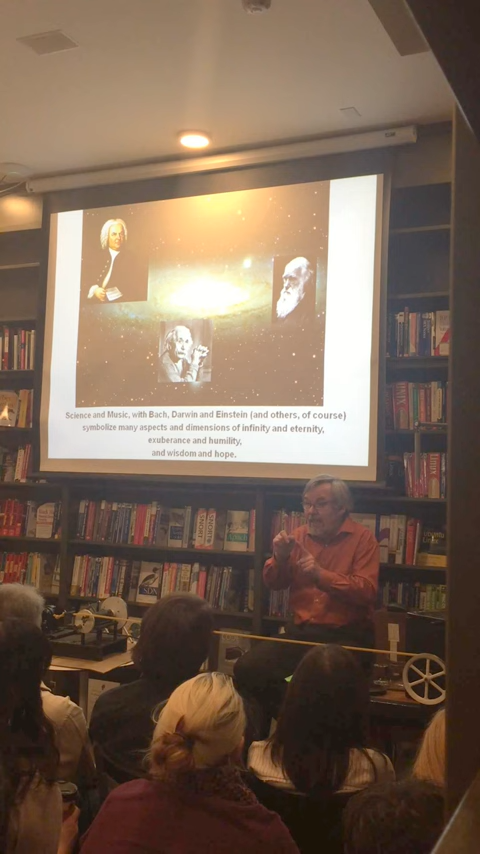 Science and Music, with Bach, Darwin and Einstein (and others, of course)
symbolize many aspects and dimensions of infinity and eternity,
exuberance and humility,
and wisdom and hope.